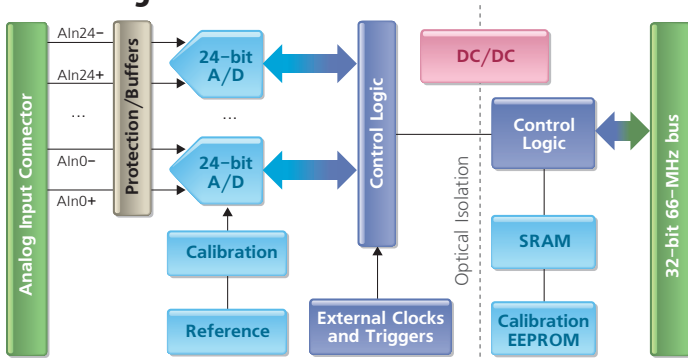 AIn24−
AIn24+
...
AIn0−
AIn0+
Analog Input Connector
Protection/Buffers
24−bit
A/D
...
24−bit
A/D
Calibration
Reference
Control Logic
External Clocks
and Triggers
DC/DC
Optical Isolation
Control
Logic
SRAM
Calibration
EEPROM
32−bit 66−MHz bus